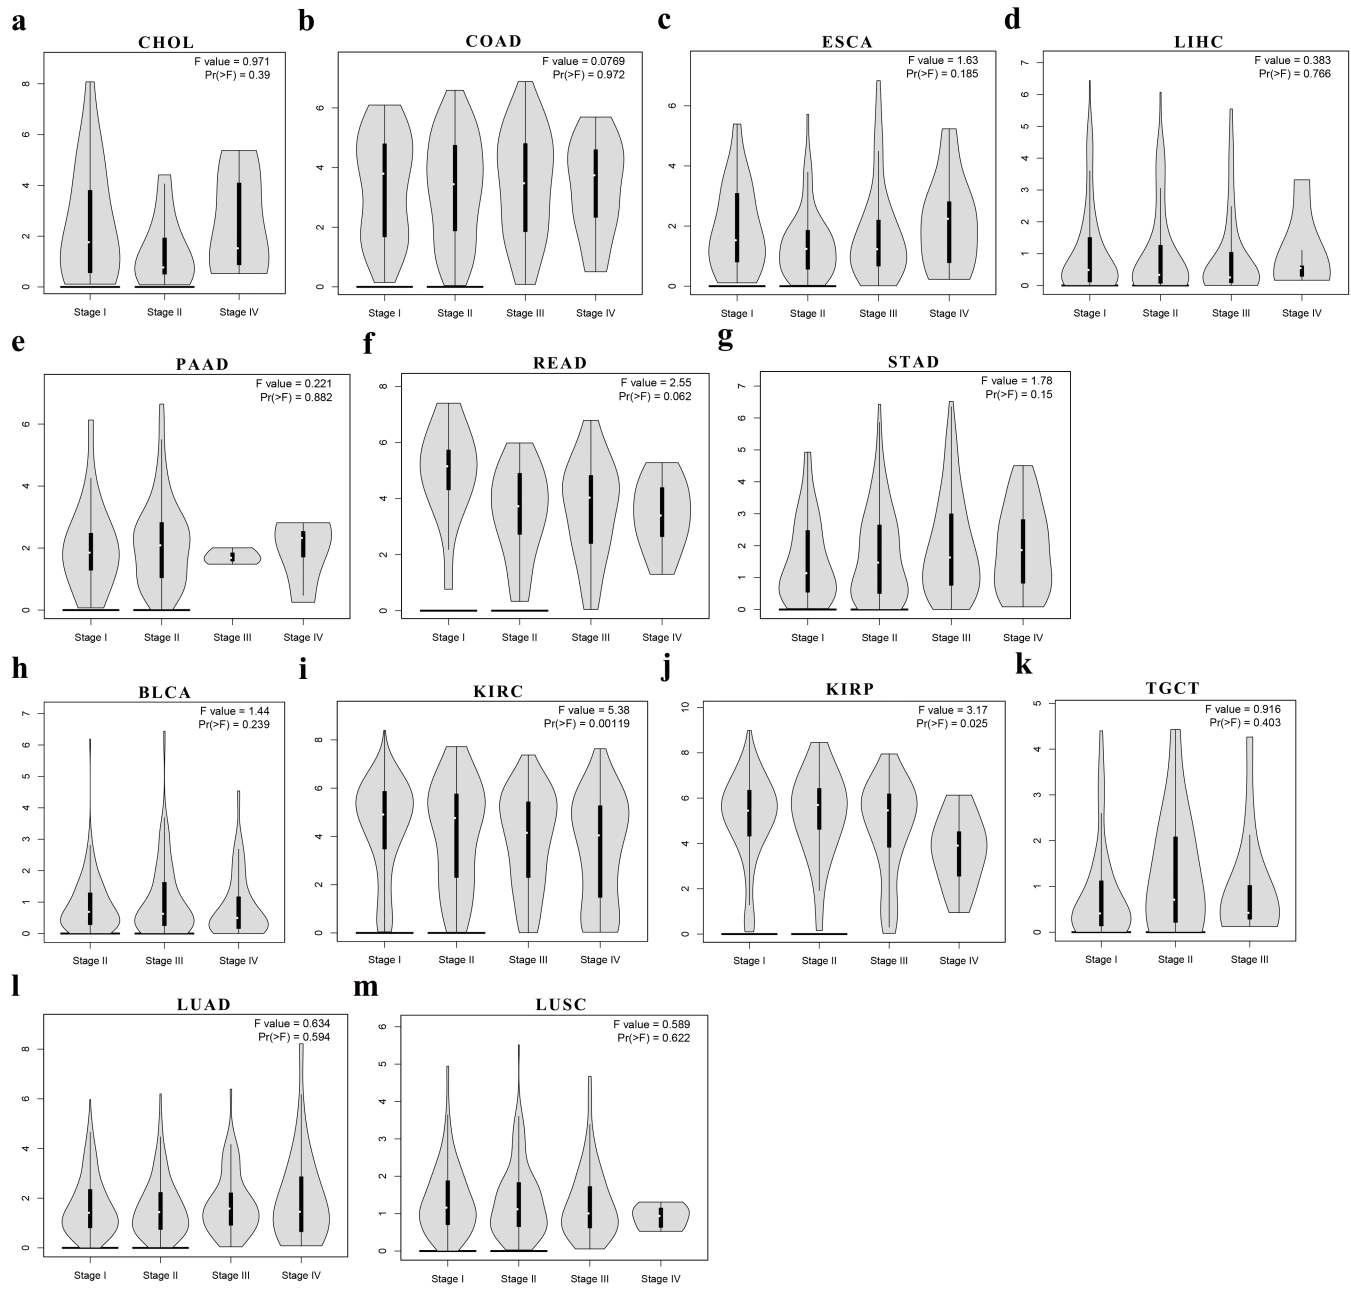 a
CHOL
F value = 0.971
Pr(>F) = 0.39
0 2 4 6 8
Stage I Stage II Stage IV
b
COAD
F value = 0.0769
Pr(>F) = 0.972
0 2 4 6
Stage I Stage II Stage III Stage IV
c
ESCA
F value = 1.63
Pr(>F) = 0.185
0 2 4 6
Stage I Stage II Stage III Stage IV
d
LIHC
F value = 0.383
Pr(>F) = 0.766
0 1 2 3 4 5 6 7
Stage I Stage II Stage III Stage IV
e
PAAD
F value = 0.221
Pr(>F) = 0.882
0 2 4 6
Stage I Stage II Stage III Stage IV
f
READ
F value = 2.55
Pr(>F) = 0.062
0 2 4 6 8
Stage I Stage II Stage III Stage IV
g
STAD
F value = 1.78
Pr(>F) = 0.15
0 1 2 3 4 5 6 7
Stage I Stage II Stage III Stage IV
h
BLCA
F value = 1.44
Pr(>F) = 0.239
0 1 2 3 4 5 6 7
Stage II Stage III Stage IV
i
KIRC
F value = 5.38
Pr(>F) = 0.00119
0 2 4 6 8
Stage I Stage II Stage III Stage IV
j
KIRP
F value = 3.17
Pr(>F) = 0.025
0 2 4 6 8 10
Stage I Stage II Stage III Stage IV
k
TGCT
F value = 0.916
Pr(>F) = 0.403
0 1 2 3 4 5
Stage I Stage II Stage III
l
LUAD
F value = 0.634
Pr(>F) = 0.594
0 2 4 6 8
Stage I Stage II Stage III Stage IV
m
LUSC
F value = 0.589
Pr(>F) = 0.622
0 1 2 3 4 5 6
Stage I Stage II Stage III Stage IV